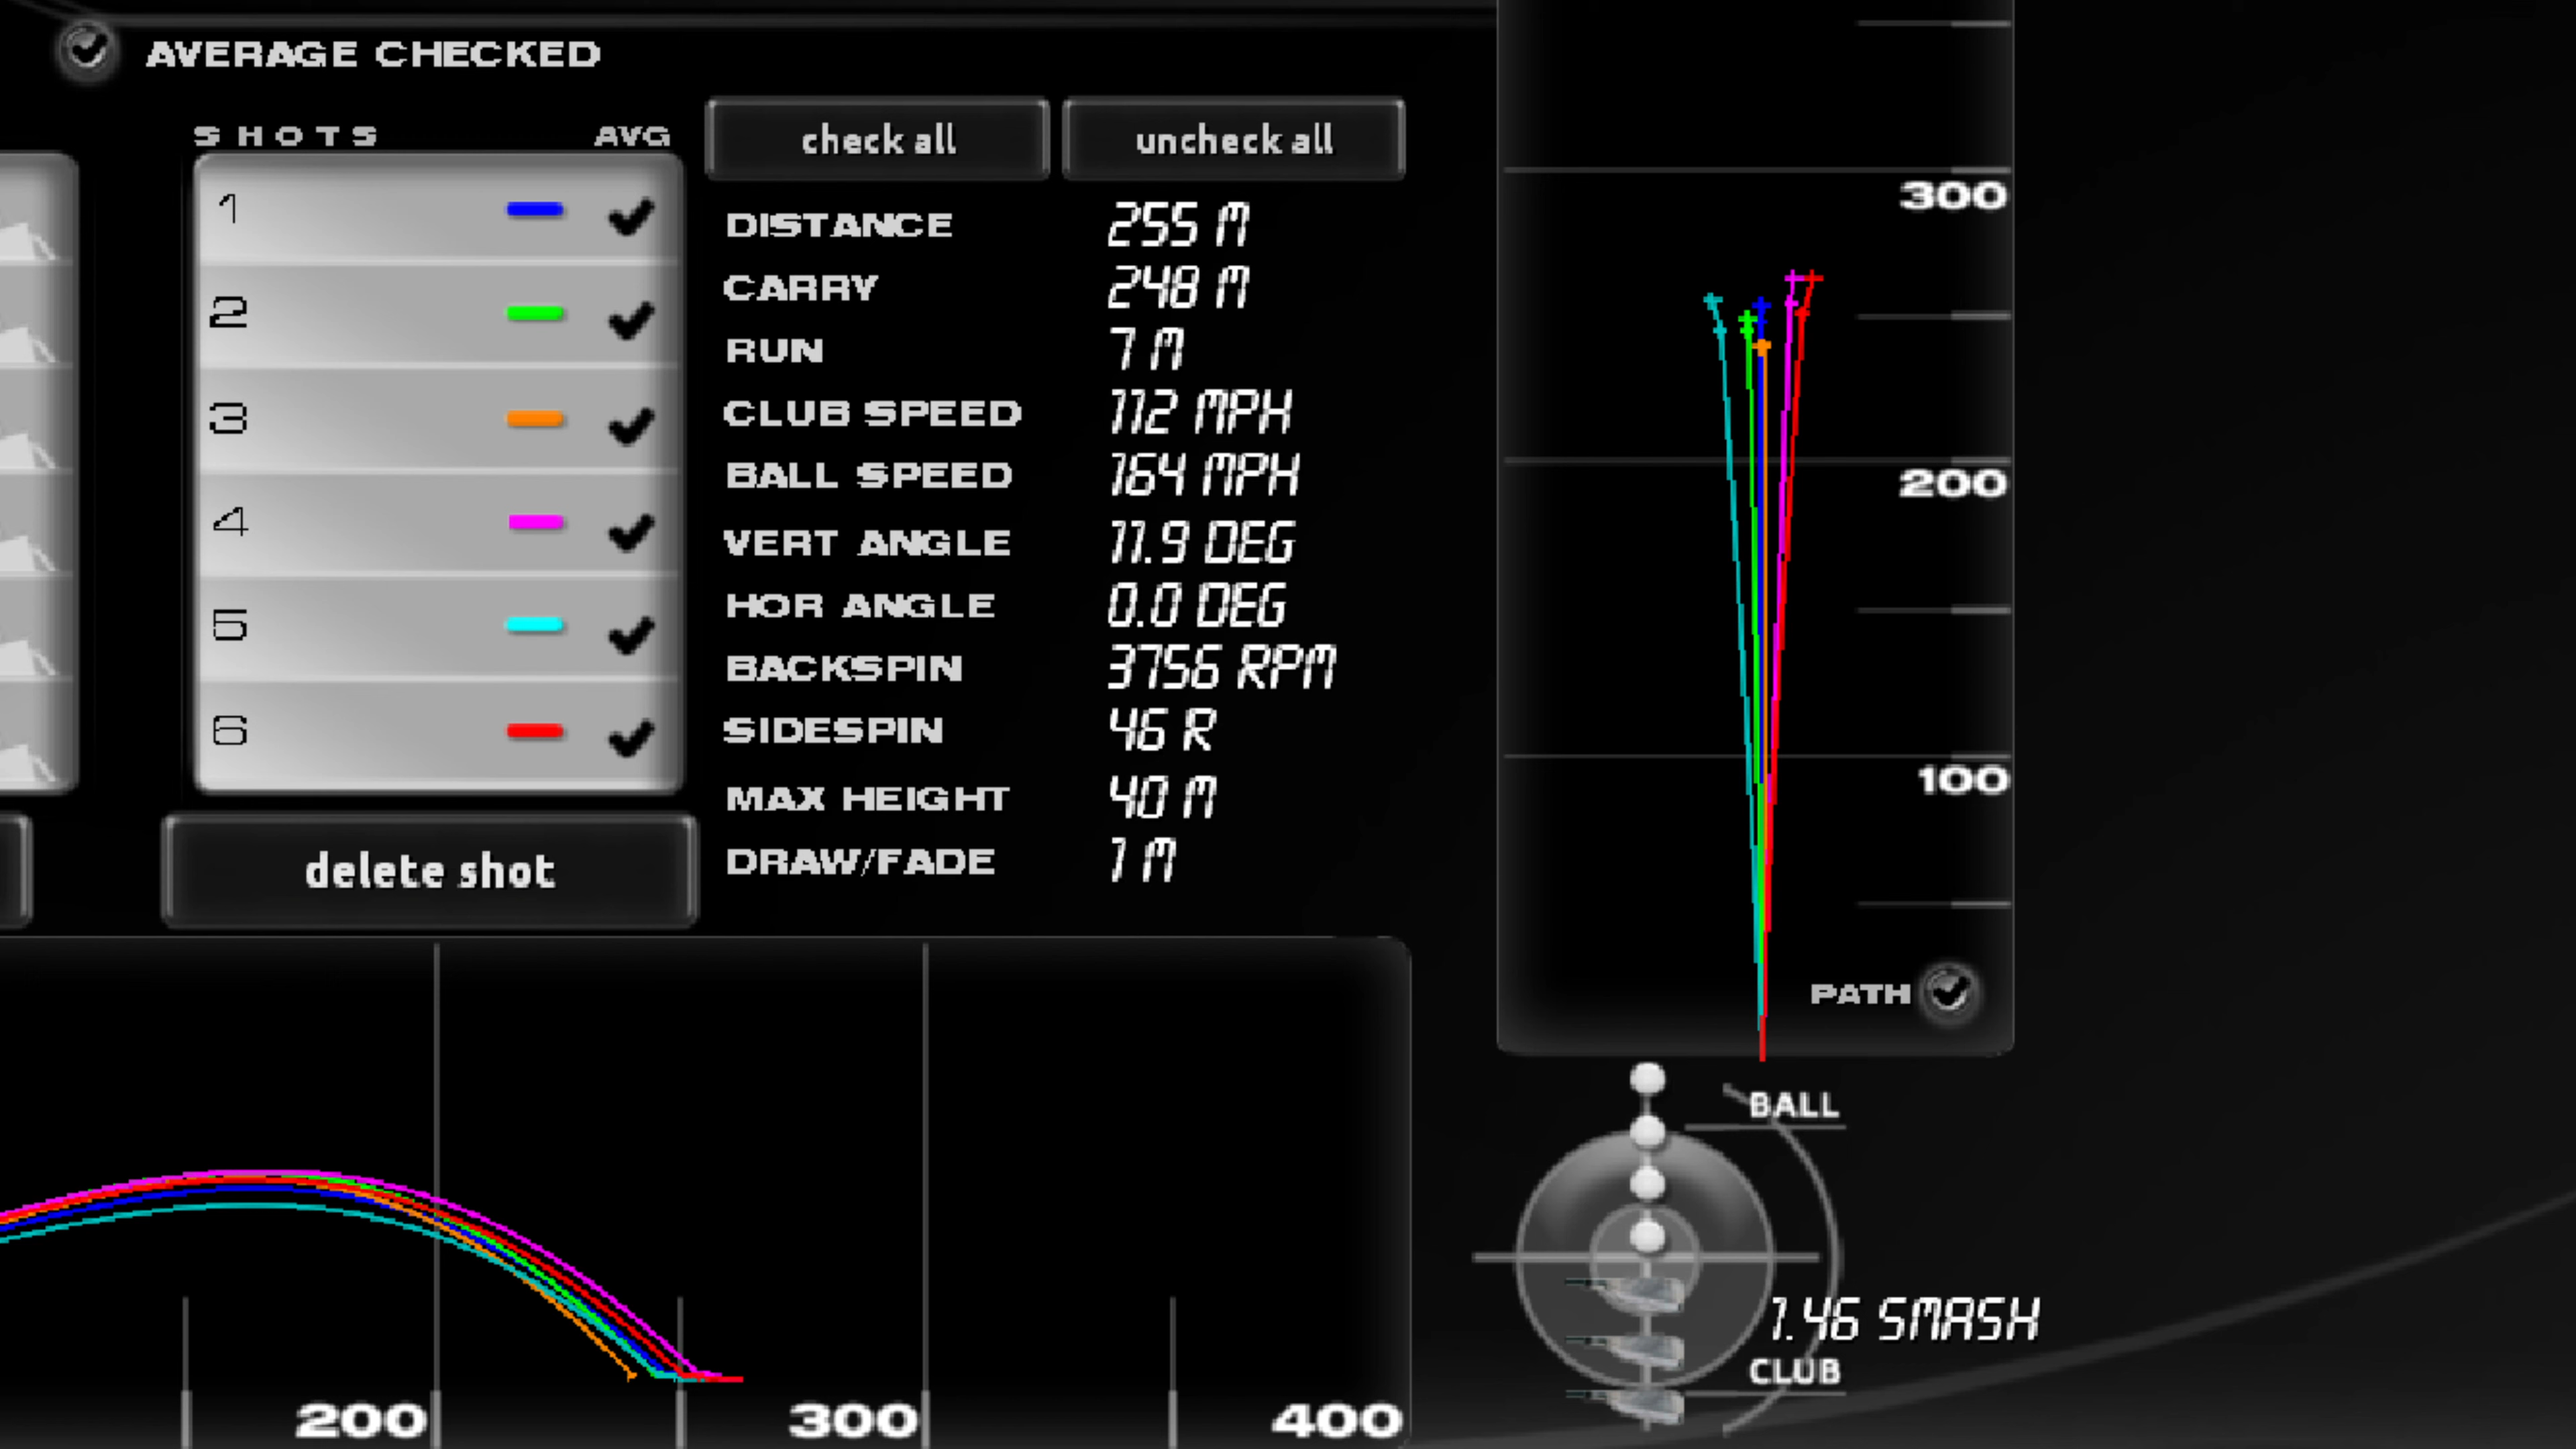 AVERAGE CHECKED
SHOTS AVG
check all uncheck all
1
2
3
4
5
6
delete shot
DISTANCE 255 M
CARRY 248 M
RUN 7 M
CLUB SPEED 112 MPH
BALL SPEED 164 MPH
VERT ANGLE 11.9 DEG
HOR ANGLE 0.0 DEG
BACKSPIN 3756 RPM
SIDESPIN 46 R
MAX HEIGHT 40 M
DRAW/FADE 1 M
300
200
100
PATH
BALL
1.46 SMASH
CLUB
200 300 400